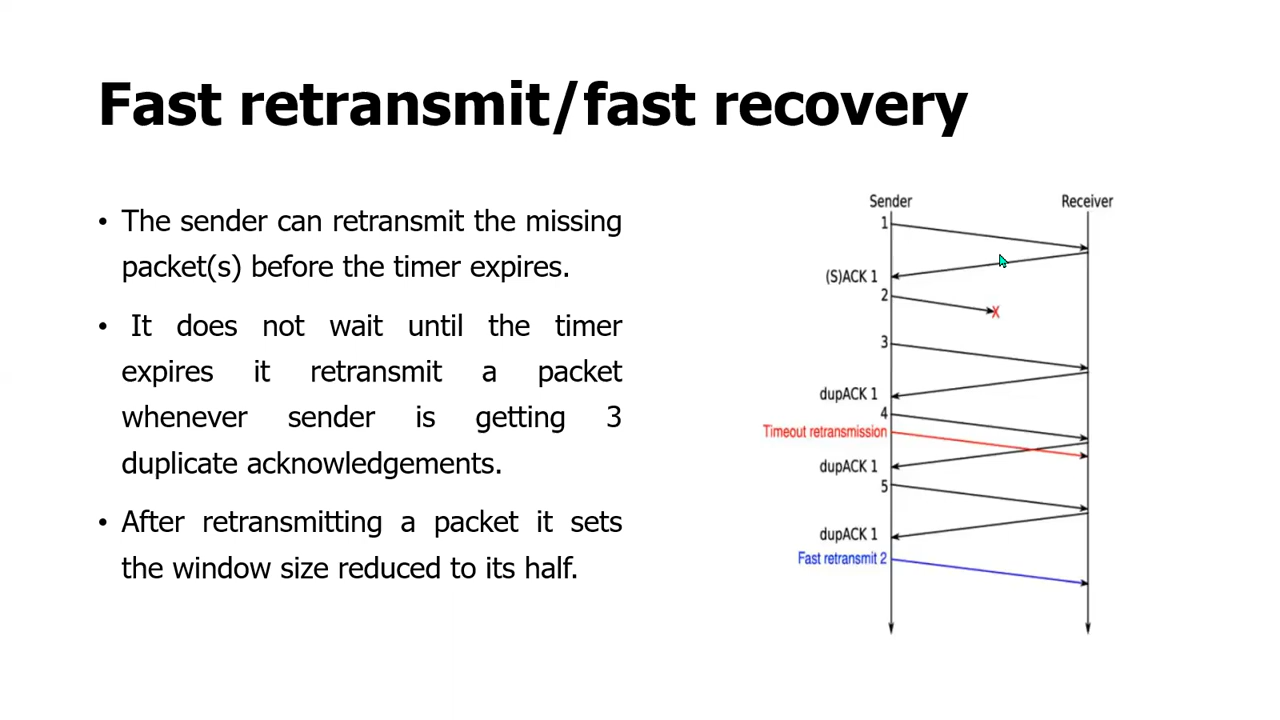 Fast retransmit/fast recovery
• The sender can retransmit the missing
packet(s) before the timer expires.
• It does not wait until the timer
expires it retransmit a packet
whenever sender is getting 3
duplicate acknowledgements.
• After retransmitting a packet it sets
the window size reduced to its half.
Sender Receiver
1
(S)ACK 1
2
X
3
dupACK 1
4
Timeout retransmission
dupACK 1
5
dupACK 1
Fast retransmit 2